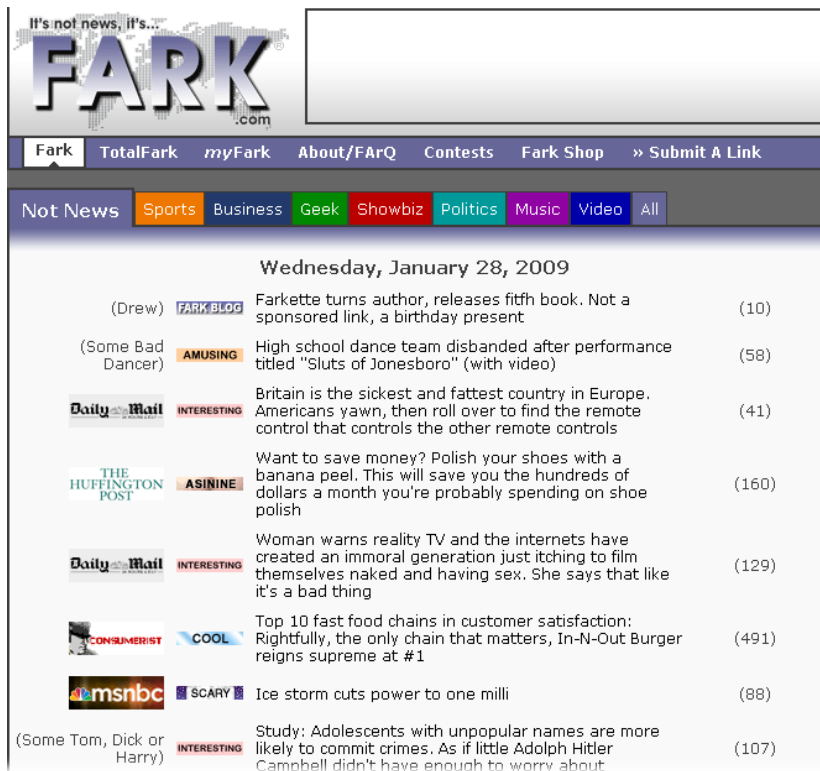 It's not news, it's...
FARK®
.com
Fark TotalFark myFark About/FArQ Contests Fark Shop » Submit A Link
Not News Sports Business Geek Showbiz Politics Music Video All
Wednesday, January 28, 2009
(Drew) FARK BLOG Farkette turns author, releases fitfh book. Not a
sponsored link, a birthday present (10)
(Some Bad
Dancer) AMUSING High school dance team disbanded after performance
titled "Sluts of Jonesboro" (with video) (58)
Daily Mail INTERESTING Britain is the sickest and fattest country in Europe.
Americans yawn, then roll over to find the remote
control that controls the other remote controls (41)
THE
HUFFINGTON
POST ASININE Want to save money? Polish your shoes with a
banana peel. This will save you the hundreds of
dollars a month you're probably spending on shoe
polish (160)
Daily Mail INTERESTING Woman warns reality TV and the internets have
created an immoral generation just itching to film
themselves naked and having sex. She says that like
it's a bad thing (129)
CONSUMERIST COOL Top 10 fast food chains in customer satisfaction:
Rightfully, the only chain that matters, In-N-Out Burger
reigns supreme at #1 (491)
msnbc SCARY Ice storm cuts power to one milli (88)
(Some Tom, Dick or
Harry) INTERESTING Study: Adolescents with unpopular names are more
likely to commit crimes. As if little Adolph Hitler
Campbell didn't have enough to worry about (107)